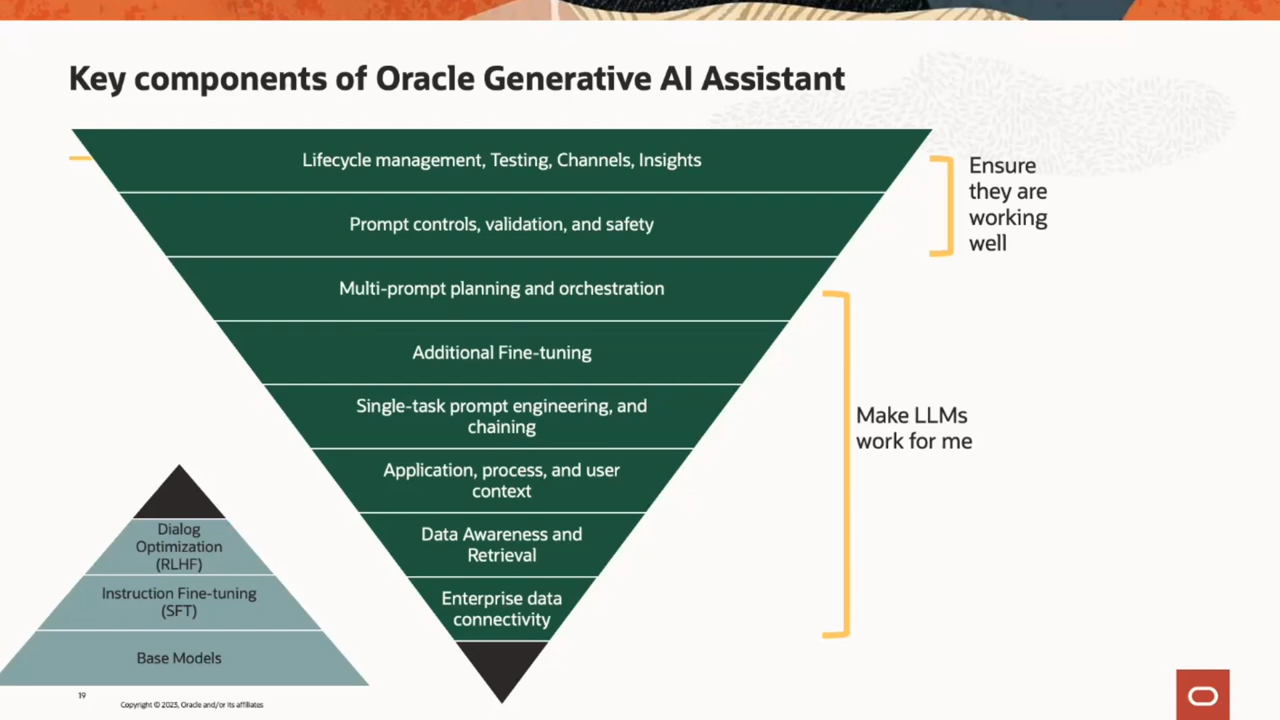 Key components of Oracle Generative AI Assistant
Lifecycle management, Testing, Channels, Insights
Prompt controls, validation, and safety
Multi-prompt planning and orchestration
Additional Fine-tuning
Single-task prompt engineering, and
chaining
Application, process, and user
context
Data Awareness and
Retrieval
Enterprise data
connectivity
Ensure
they are
working
well
Make LLMs
work for me
Dialog
Optimization
(RLHF)
Instruction Fine-tuning
(SFT)
Base Models
19
Copyright © 2023, Oracle and/or its affiliates